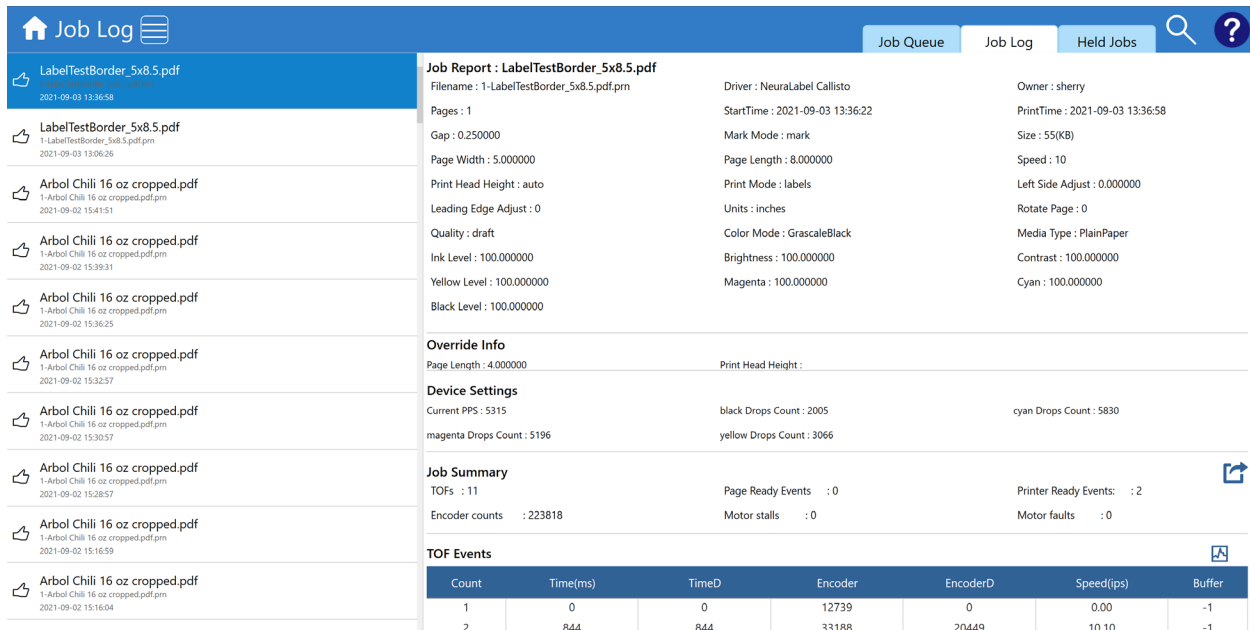 Job Log
Job Queue
Job Log
Held Jobs
?
LabelTestBorder_5x8.5.pdf
2021-09-03 13:36:58
LabelTestBorder_5x8.5.pdf
1-LabelTestBorder_5x8.5.pdf.prn
2021-09-03 13:06:26
Arbol Chili 16 oz cropped.pdf
1-Arbol Chili 16 oz cropped.pdf.prn
2021-09-02 15:41:51
Arbol Chili 16 oz cropped.pdf
1-Arbol Chili 16 oz cropped.pdf.prn
2021-09-02 15:39:31
Arbol Chili 16 oz cropped.pdf
1-Arbol Chili 16 oz cropped.pdf.prn
2021-09-02 15:36:25
Arbol Chili 16 oz cropped.pdf
1-Arbol Chili 16 oz cropped.pdf.prn
2021-09-02 15:32:57
Arbol Chili 16 oz cropped.pdf
1-Arbol Chili 16 oz cropped.pdf.prn
2021-09-02 15:30:57
Arbol Chili 16 oz cropped.pdf
1-Arbol Chili 16 oz cropped.pdf.prn
2021-09-02 15:28:57
Arbol Chili 16 oz cropped.pdf
1-Arbol Chili 16 oz cropped.pdf.prn
2021-09-02 15:16:59
Arbol Chili 16 oz cropped.pdf
1-Arbol Chili 16 oz cropped.pdf.prn
2021-09-02 15:16:04
Job Report : LabelTestBorder_5x8.5.pdf
Filename : 1-LabelTestBorder_5x8.5.pdf.prn Driver : NeuraLabel Callisto Owner : sherry
Pages : 1 StartTime : 2021-09-03 13:36:22 PrintTime : 2021-09-03 13:36:58
Gap : 0.250000 Mark Mode : mark Size : 55(KB)
Page Width : 5.000000 Page Length : 8.000000 Speed : 10
Print Head Height : auto Print Mode : labels Left Side Adjust : 0.000000
Leading Edge Adjust : 0 Units : inches Rotate Page : 0
Quality : draft Color Mode : GrascaleBlack Media Type : PlainPaper
Ink Level : 100.000000 Brightness : 100.000000 Contrast : 100.000000
Yellow Level : 100.000000 Magenta : 100.000000 Cyan : 100.000000
Black Level : 100.000000
Override Info
Page Length : 4.000000 Print Head Height :
Device Settings
Current PPS : 5315 black Drops Count : 2005 cyan Drops Count : 5830
magenta Drops Count : 5196 yellow Drops Count : 3066
Job Summary
TOFs : 11 Page Ready Events : 0 Printer Ready Events: : 2
Encoder counts : 223818 Motor stalls : 0 Motor faults : 0
TOF Events
Count Time(ms) TimeD Encoder EncoderD Speed(ips) Buffer
1 0 0 12739 0 0.00 -1
2 844 844 33188 20449 10.10 -1